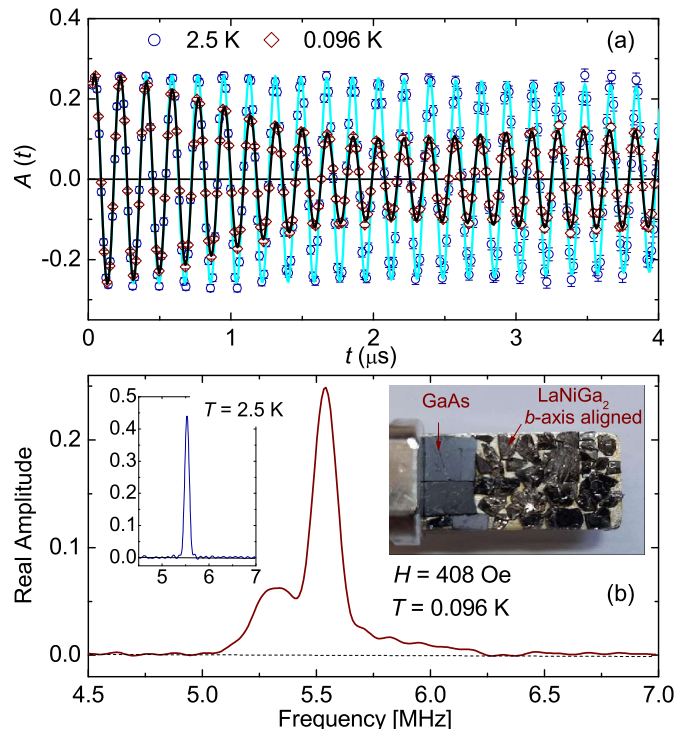 2.5 K 0.096 K (a)
0.4
0.2
0.0
-0.2
A (t)
0 1 2 3 4
t (μs)
0.5
0.4
0.3
0.2
0.1
0.0
4 5 6 7
T = 2.5 K
GaAs
LaNiGa2
b-axis aligned
H = 408 Oe
T = 0.096 K
(b)
0.2
0.1
0.0
Real Amplitude
4.5 5.0 5.5 6.0 6.5 7.0
Frequency [MHz]